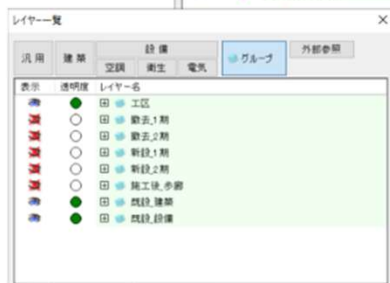 レイヤー一覧
汎用 建築 設備 グループ 外部参照
空調 衛生 電気
表示 透明度 レイヤー名
工区
撤去_1期
撤去_2期
新設_1期
新設_2期
施工後_参照
既設_建築
既設_設備